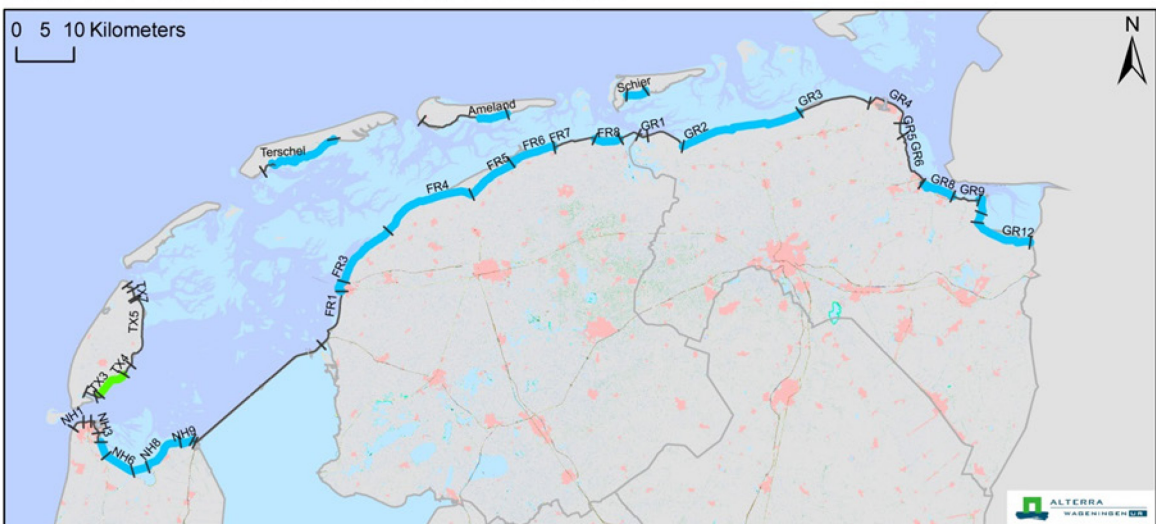 0 5 10 Kilometers
N
Schier
Ameland
Terschel
GR3
GR4
GR5
GR6
GR1
GR2
FR8
FR7
FR6
FR5
FR4
FR3
FR1
GR8
GR9
GR12
TX5
TX4
TX3
NH1
NH3
NH6
NH8
NH9
ALTERRA
WAGENINGEN UR